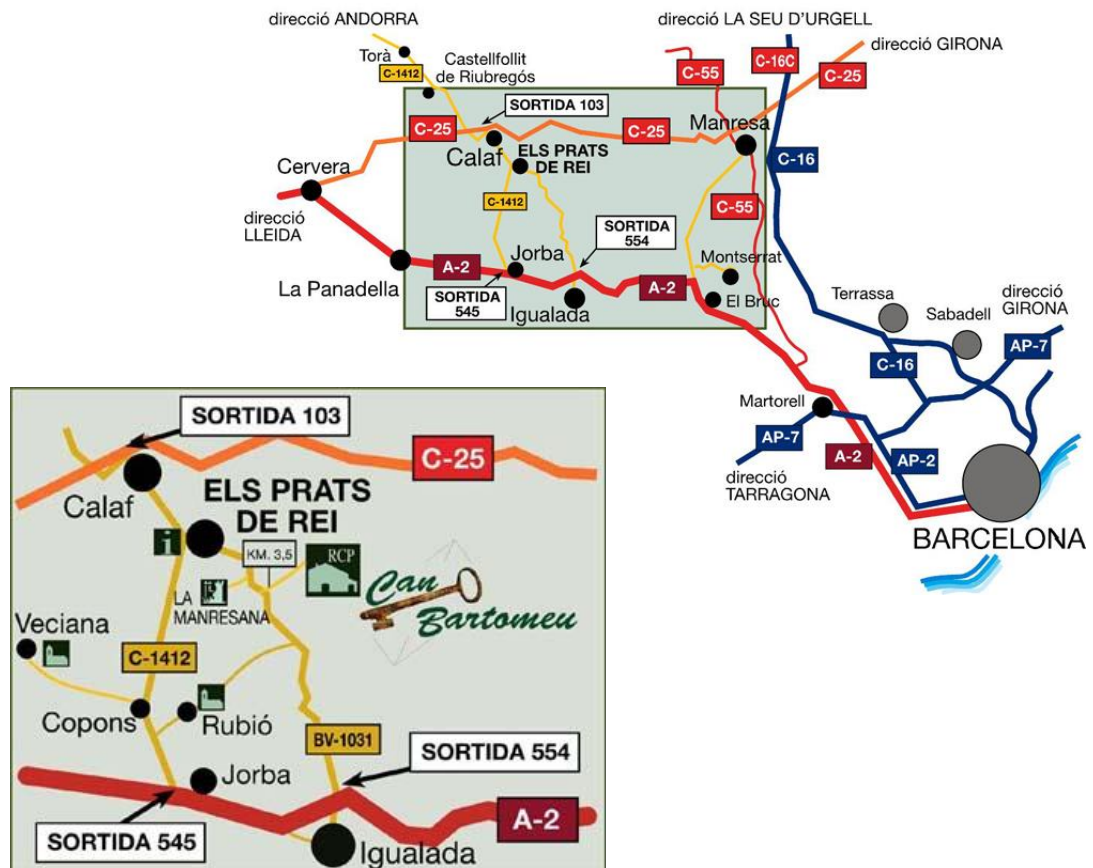 direcció ANDORRA
direcció LA SEU D'URGELL
direcció GIRONA
Torà
C-1412
Castellfollit
de Riubregós
C-55
C-16C
C-25
SORTIDA 103
C-25
C-25
Manresa
Calaf
ELS PRATS
DE REI
Cervera
C-16
C-1412
C-55
direcció
LLEIDA
SORTIDA
554
Jorba
Montserrat
A-2
A-2
La Panadella
SORTIDA
545
Igualada
El Bruc
Terrassa
direcció
GIRONA
Sabadell
AP-7
C-16
Martorell
AP-7
A-2
AP-2
direcció
TARRAGONA
BARCELONA
SORTIDA 103
C-25
Calaf
ELS PRATS
DE REI
i
KM. 3,5
RCP
LA
MANRESANA
Can
Bartomeu
Veciana
C-1412
Copons
Rubió
BV-1031
SORTIDA 554
Jorba
SORTIDA 545
A-2
Igualada